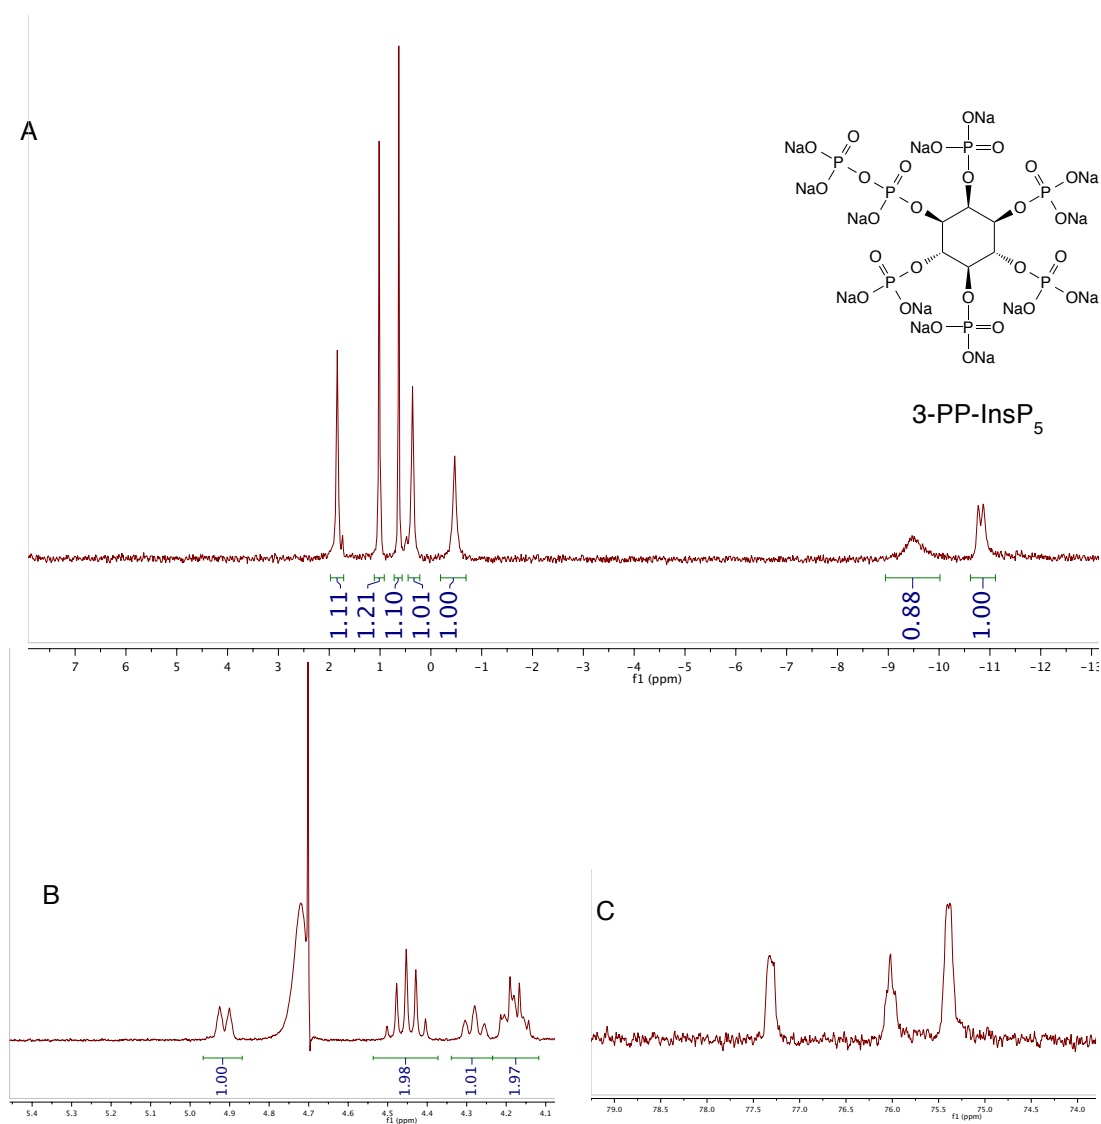 A
ONa
NaO
P
O
O
NaO
P
O
P
O
O
O
P
ONa
NaO
NaO
O
O
ONa
O
O
O
O
O
P
P
NaO
ONa
O
NaO
ONa
NaO
P
O
ONa
3-PP-InsP5
1.11
1.21
1.10
1.01
1.00
0.88
1.00
7 6 5 4 3 2 1 0 −1 −2 −3 −4 −5 −6 −7 −8 −9 −10 −11 −12 −13
f1 (ppm)
B
1.00
1.98
1.01
1.97
5.4 5.3 5.2 5.1 5.0 4.9 4.8 4.7 4.6 4.5 4.4 4.3 4.2 4.1
f1 (ppm)
C
79.0 78.5 78.0 77.5 77.0 76.5 76.0 75.5 75.0 74.5 74.0
f1 (ppm)